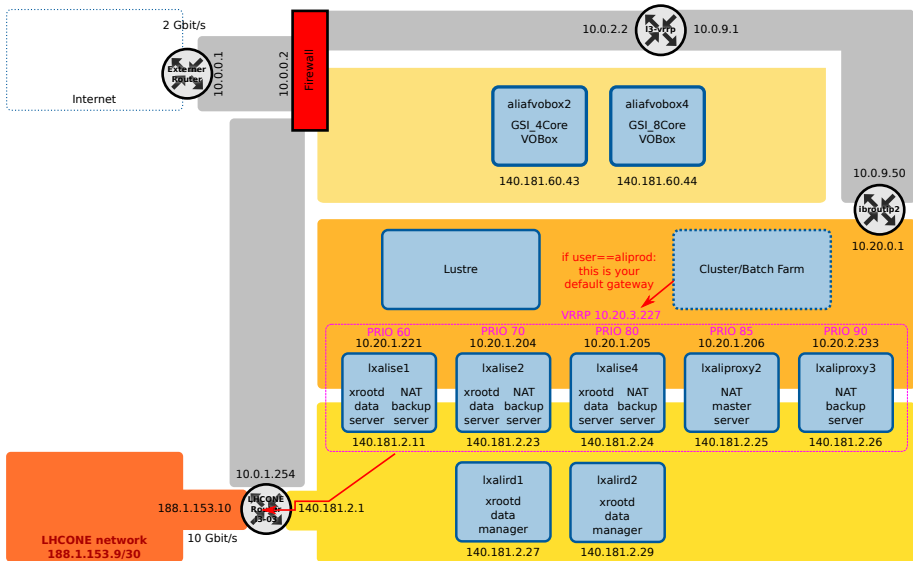 2 Gbit/s
Internet
Externer
Router
10.0.0.1
10.0.0.2
Firewall
10.0.2.2
l3-vrrp
10.0.9.1
aliafvobox2
GSI_4Core
VOBox
140.181.60.43
aliafvobox4
GSI_8Core
VOBox
140.181.60.44
10.0.9.50
ibroutip2
10.20.0.1
Lustre
if user==aliprod:
this is your
default gateway
Cluster/Batch Farm
VRRP 10.20.3.227
PRIO 60
10.20.1.221
lxalise1
xrootd NAT
data backup
server server
140.181.2.11
PRIO 70
10.20.1.204
lxalise2
xrootd NAT
data backup
server server
140.181.2.23
PRIO 80
10.20.1.205
lxalise4
xrootd NAT
data backup
server server
140.181.2.24
PRIO 85
10.20.1.206
lxaliproxy2
NAT
master
server
140.181.2.25
PRIO 90
10.20.2.233
lxaliproxy3
NAT
backup
server
140.181.2.26
10.0.1.254
188.1.153.10
LHCONE
Router
140.181.2.1
10 Gbit/s
LHCONE network
188.1.153.9/30
lxalird1
xrootd
data
manager
140.181.2.27
lxalird2
xrootd
data
manager
140.181.2.29